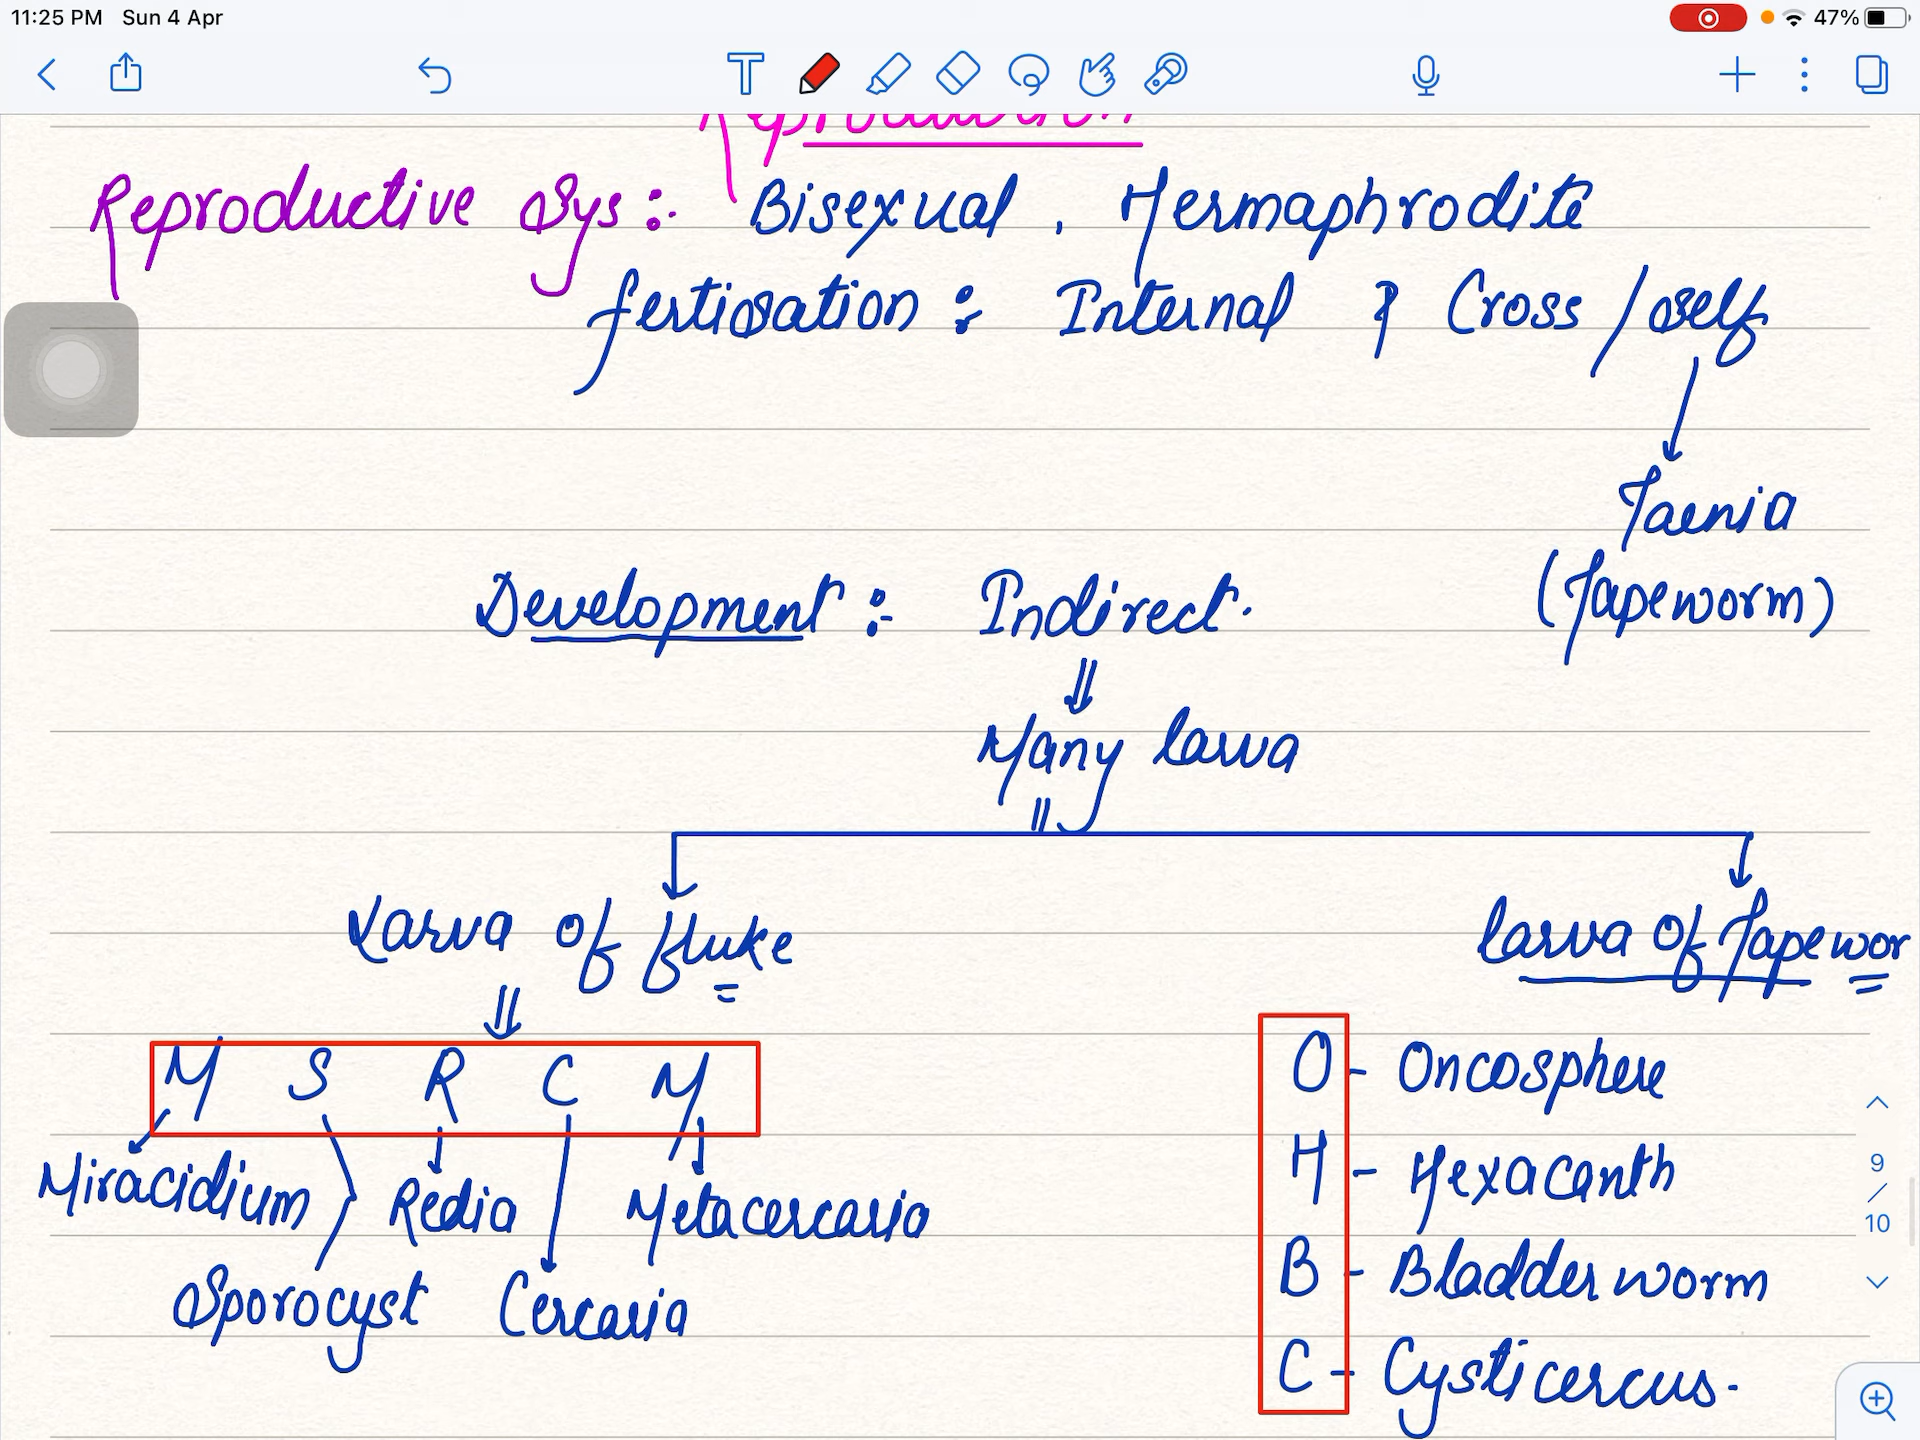 11:25 PM Sun 4 Apr
47%
Reproduction
Reproductive Sys :- Bisexual , Hermaphrodite
fertilisation :- Internal & Cross / self
Taenia
(Tapeworm)
Development :- Indirect.
Many larva
Larva of fluke
larva of Tapewor
M S R C M
Miracidium Redia Metacercaria
Sporocyst Cercaria
O - Oncosphere
H - Hexacanth
B - Bladder worm
C - Cysticercus.
9
/
10